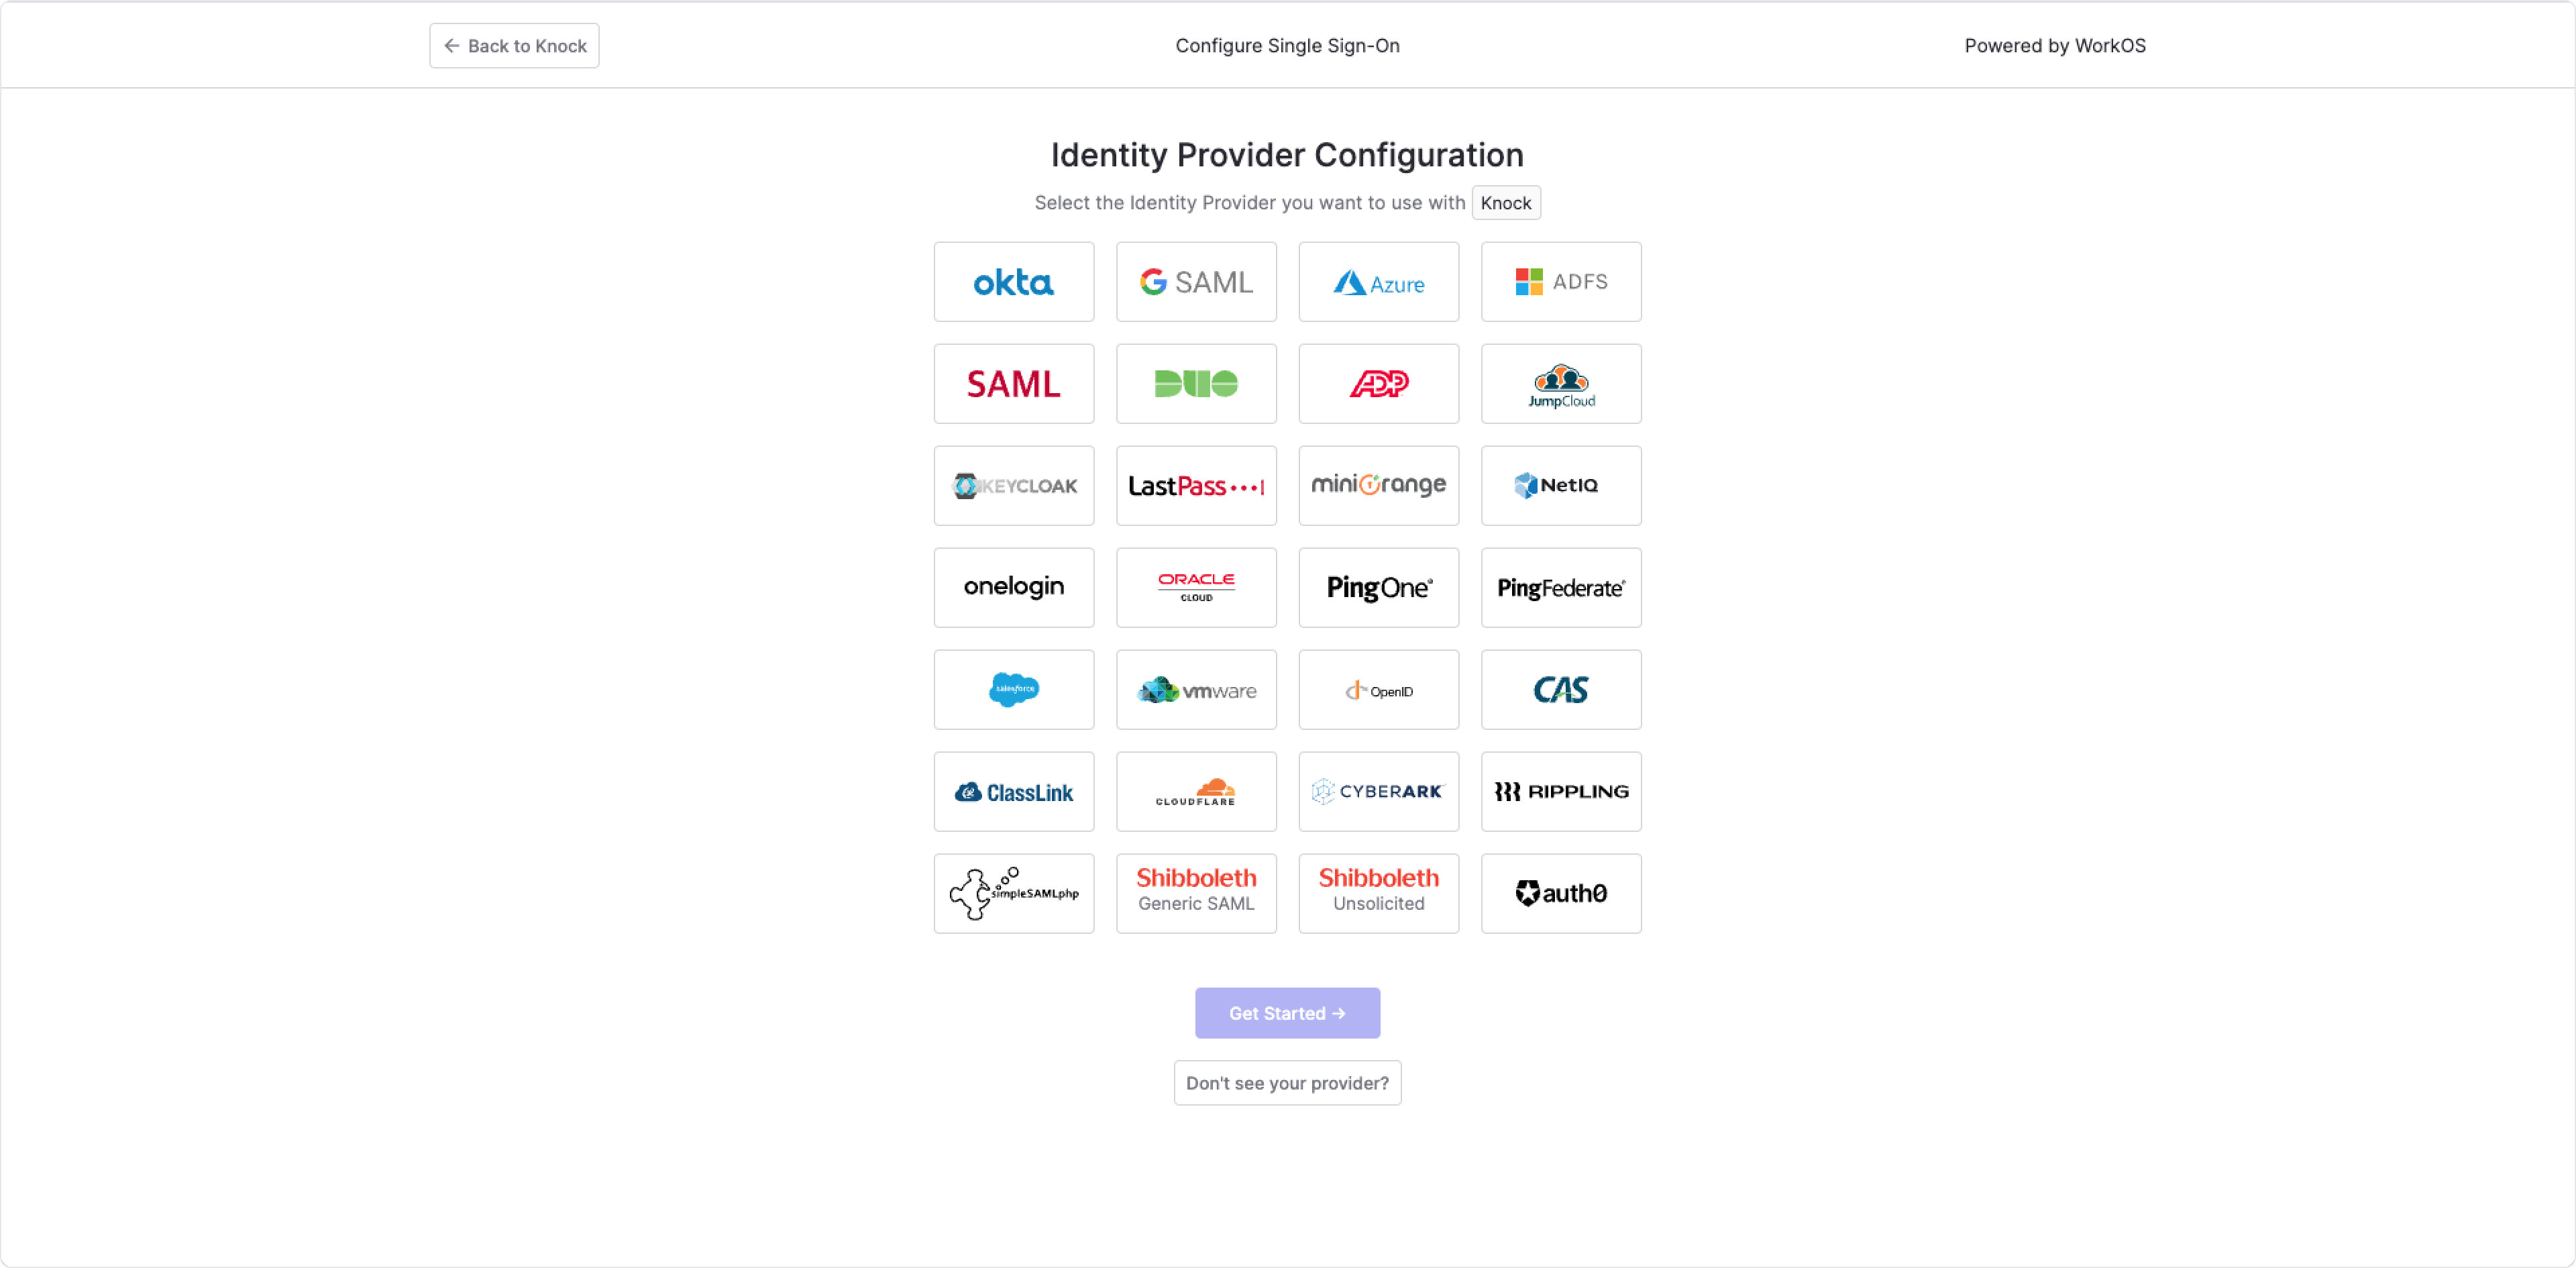 Back to Knock
Configure Single Sign-On
Powered by WorkOS
Identity Provider Configuration
Select the Identity Provider you want to use with Knock
okta
G SAML
Azure
ADFS
SAML
DUO
ADP
JumpCloud
KEYCLOAK
LastPass
miniOrange
NetIQ
onelogin
ORACLE
CLOUD
PingOne
PingFederate
salesforce
vmware
OpenID
CAS
ClassLink
CLOUDFLARE
CYBERARK
RIPPLING
simpleSAMLphp
Shibboleth
Generic SAML
Shibboleth
Unsolicited
auth0
Get Started →
Don't see your provider?